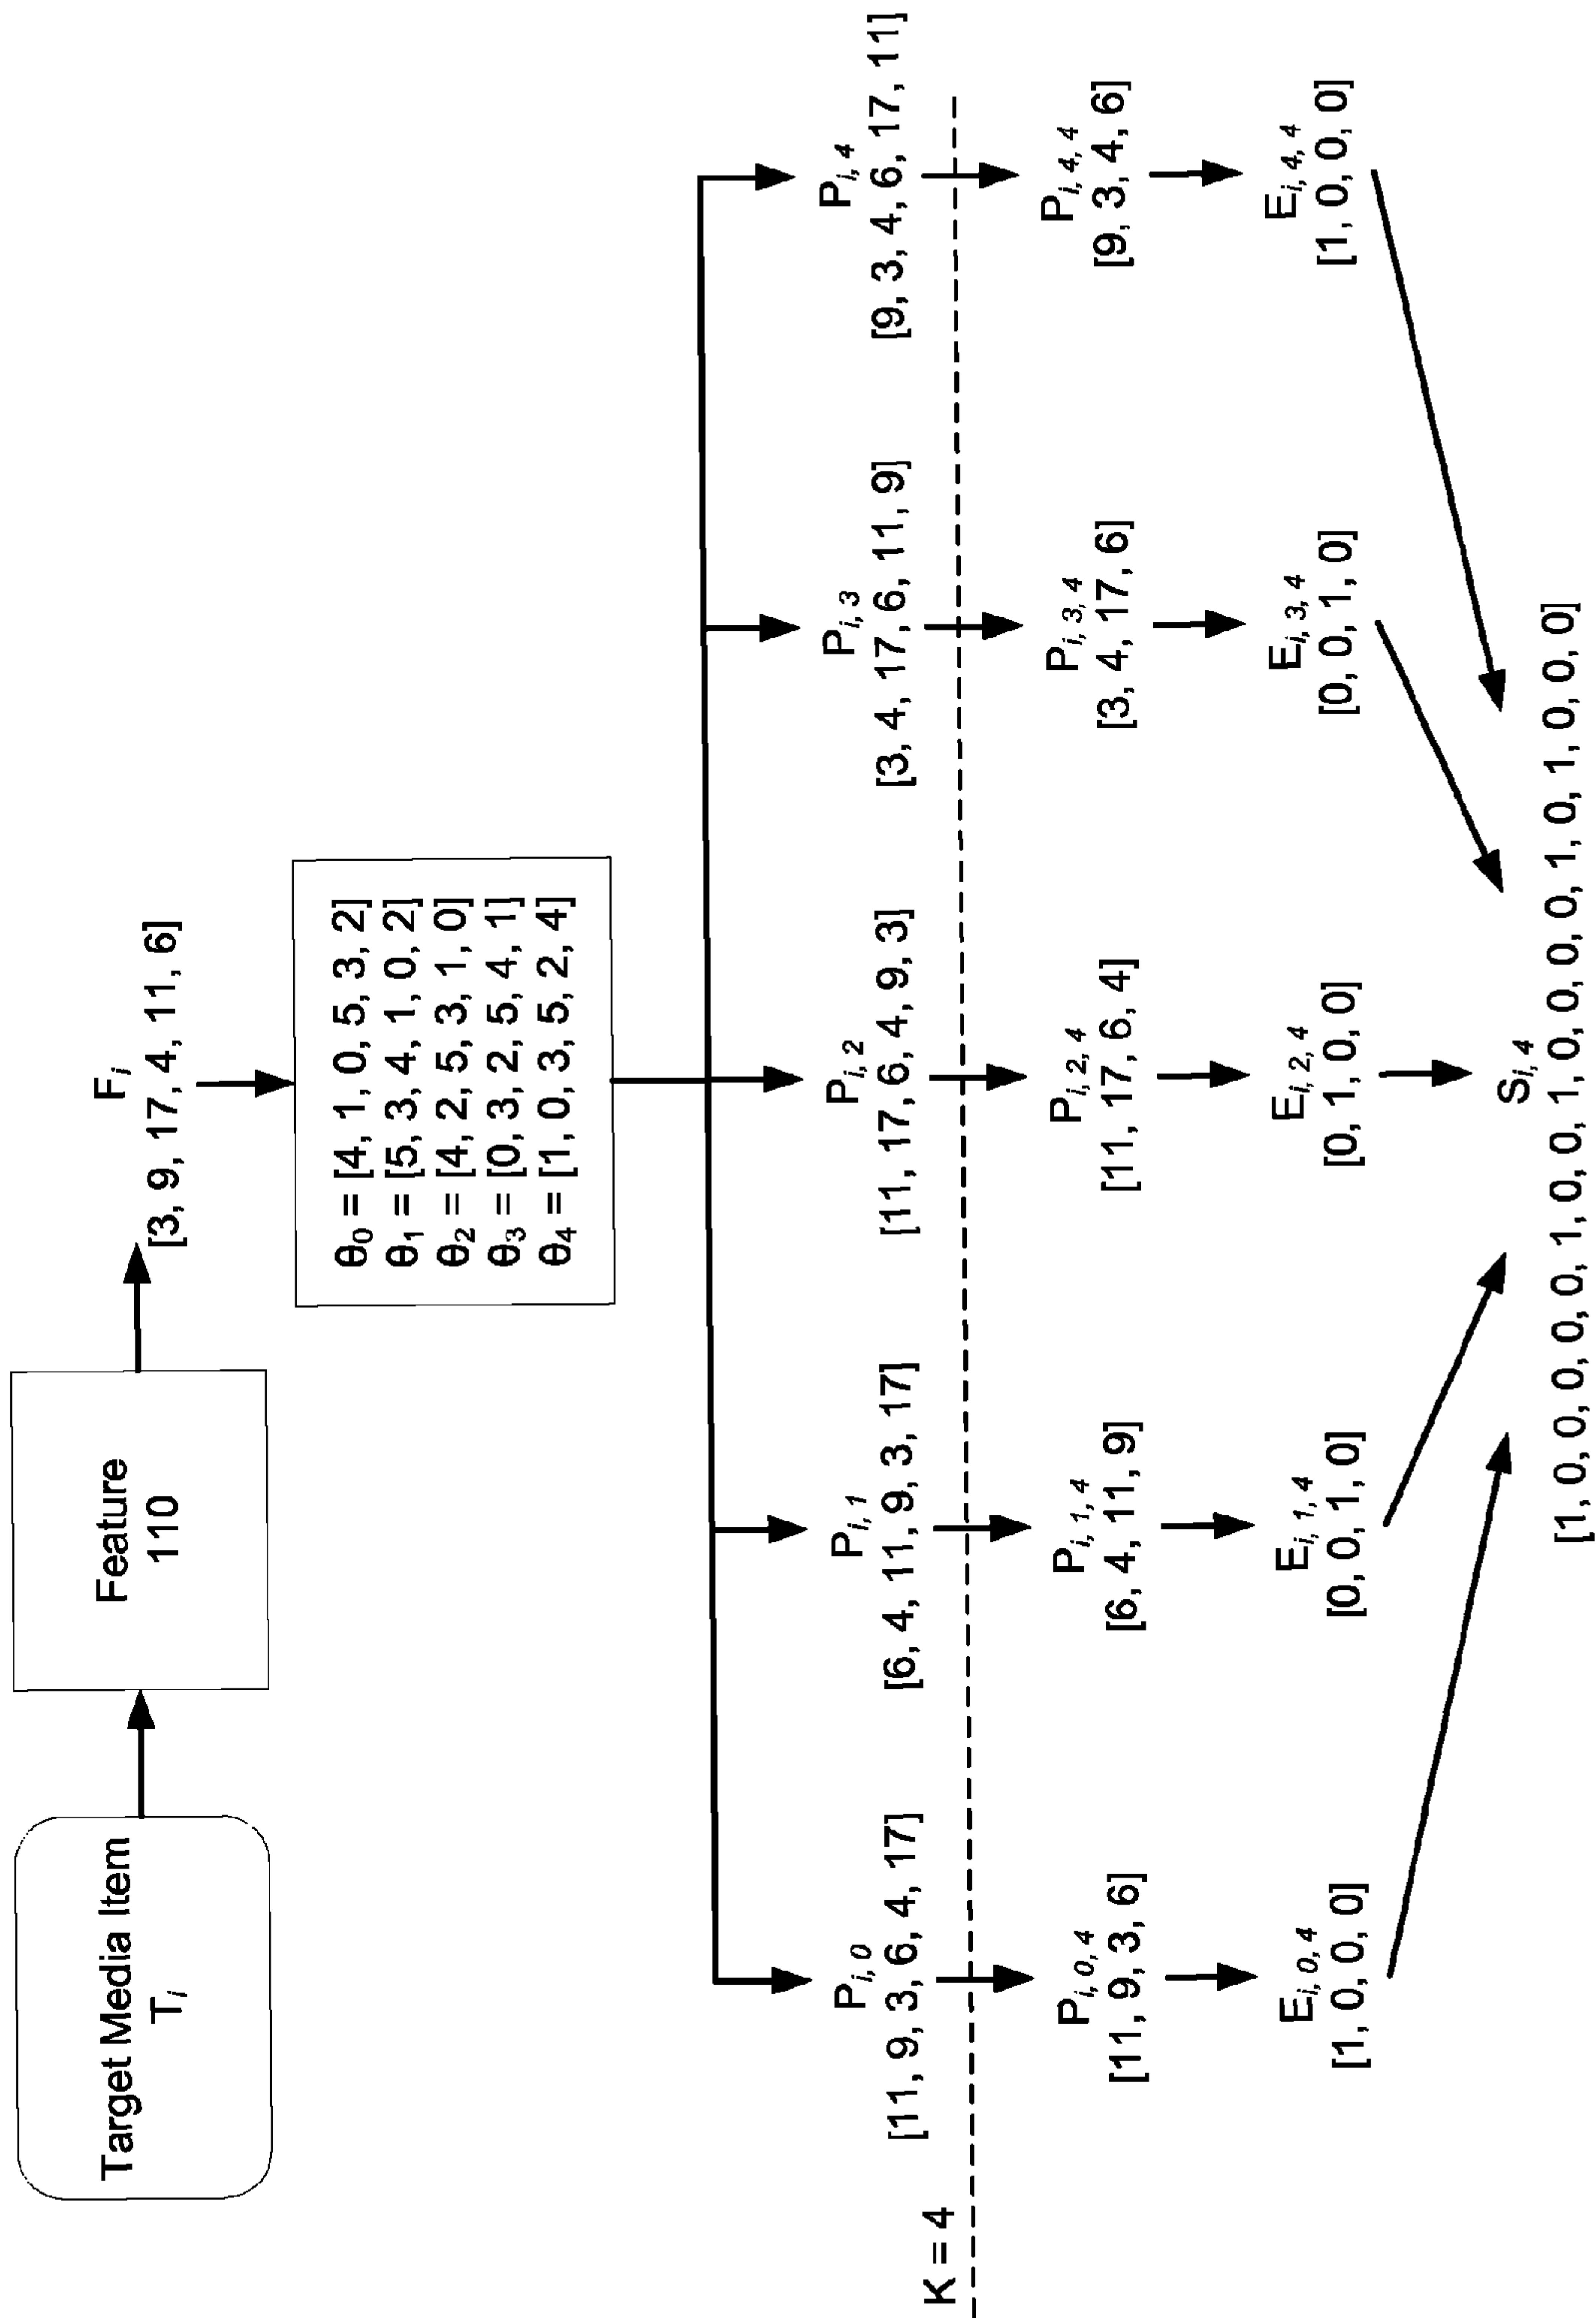 Target Media Item
Ti
Feature
110
Fi
[3, 9, 17, 4, 11, 6]
θ0 = [4, 1, 0, 5, 3, 2]
θ1 = [5, 3, 4, 1, 0, 2]
θ2 = [4, 2, 5, 3, 1, 0]
θ3 = [0, 3, 2, 5, 4, 1]
θ4 = [1, 0, 3, 5, 2, 4]
Pi, 0
[11, 9, 3, 6, 4, 17]
Pi, 1
[6, 4, 11, 9, 3, 17]
Pi, 2
[11, 17, 6, 4, 9, 3]
Pi, 3
[3, 4, 17, 6, 11, 9]
Pi, 4
[9, 3, 4, 6, 17, 11]
K = 4
Pi, 0, 4
[11, 9, 3, 6]
Pi, 1, 4
[6, 4, 11, 9]
Pi, 2, 4
[11, 17, 6, 4]
Pi, 3, 4
[3, 4, 17, 6]
Pi, 4, 4
[9, 3, 4, 6]
Ei, 0, 4
[1, 0, 0, 0]
Ei, 1, 4
[0, 0, 1, 0]
Ei, 2, 4
[0, 1, 0, 0]
Ei, 3, 4
[0, 0, 1, 0]
Ei, 4, 4
[1, 0, 0, 0]
Si, 4
[1, 0, 0, 0, 0, 0, 1, 0, 0, 1, 0, 0, 0, 0, 1, 0, 1, 0, 0, 0]